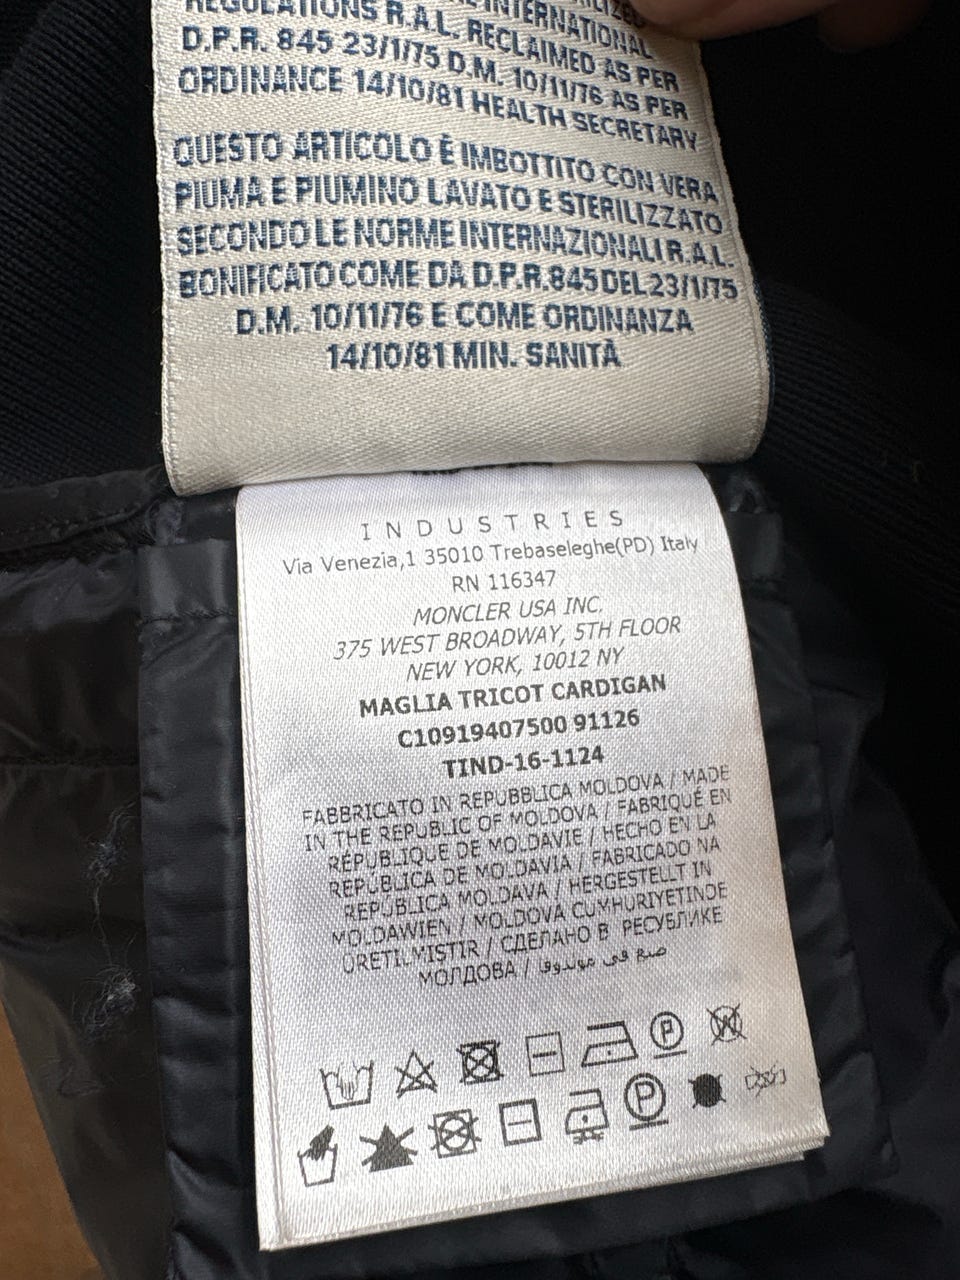 INTERNATIONAL
REGULATIONS R.A.L. RECLAIMED AS PER
D.P.R. 845 23/1/75 D.M. 10/11/76 AS PER
ORDINANCE 14/10/81 HEALTH SECRETARY
QUESTO ARTICOLO È IMBOTTITO CON VERA
PIUMA E PIUMINO LAVATO E STERILIZZATO
SECONDO LE NORME INTERNAZIONALI R.A.L.
BONIFICATO COME DA D.P.R.845 DEL 23/1/75
D.M. 10/11/76 E COME ORDINANZA
14/10/81 MIN. SANITÀ
INDUSTRIES
Via Venezia,1 35010 Trebaseleghe(PD) Italy
RN 116347
MONCLER USA INC.
375 WEST BROADWAY, 5TH FLOOR
NEW YORK, 10012 NY
MAGLIA TRICOT CARDIGAN
C10919407500 91126
TIND-16-1124
FABBRICATO IN REPUBBLICA MOLDOVA / MADE
IN THE REPUBLIC OF MOLDOVA / FABRIQUÉ EN
RÉPUBLIQUE DE MOLDAVIE / HECHO EN LA
REPÚBLICA DE MOLDAVIA / FABRICADO NA
REPÚBLICA MOLDAVA / HERGESTELLT IN
MOLDAWIEN / MOLDOVA CUMHURIYETINDE
ÜRETILMISTIR / СДЕЛАНО В РЕСУБЛИКЕ
МОЛДОВА / صنع في مولدوفا
P
P